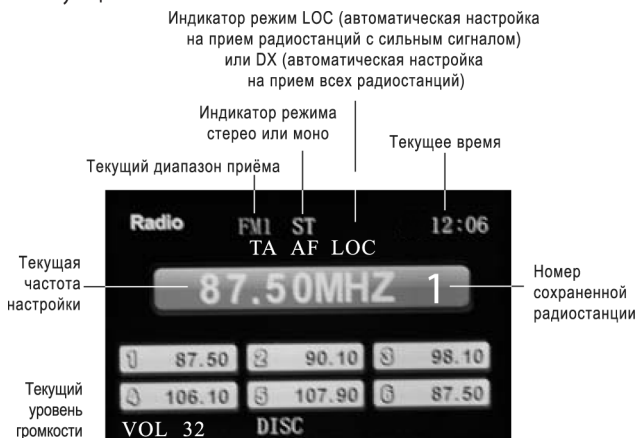 Индикатор режим LOC (автоматическая настройка
на прием радиостанций с сильным сигналом)
или DX (автоматическая настройка
на прием всех радиостанций)
Индикатор режима
стерео или моно
Текущее время
Текущий диапазон приёма
Radio FM1 ST 12:06
TA AF LOC
Текущая
частота
настройки
87.50MHZ 1
Номер
сохраненной
радиостанции
1 87.50 2 90.10 3 98.10
4 106.10 5 107.90 6 87.50
Текущий
уровень
громкости
VOL 32 DISC